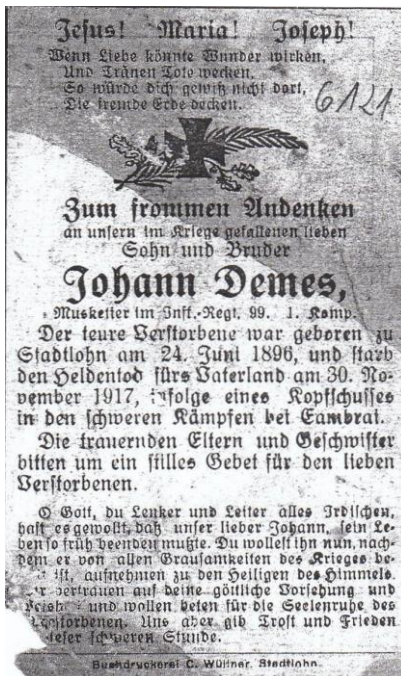 Jesus! Maria! Joseph!
Wenn Liebe könnte Wunder wirken,
Und Tränen Tote wecken,
So würde dich gewiß nicht dort,
Die fremde Erde decken.
6121
Zum frommen Andenken
an unsern im Kriege gefallenen lieben
Sohn und Bruder
Johann Demes,
Musketier im Inft.-Regt. 99. 1. Komp.
Der teure Verstorbene war geboren zu
Stadtlohn am 24. Juni 1896, und starb
den Heldentod fürs Vaterland am 30. No-
vember 1917, infolge eines Kopfschusses
in den schweren Kämpfen bei Cambrai.
Die trauernden Eltern und Geschwister
bitten um ein stilles Gebet für den lieben
Verstorbenen.
O Gott, du Lenker und Leiter alles Irdischen,
hast es gewollt, daß unser lieber Johann, sein Le-
ben so früh beenden mußte. Du wollest ihn nun, nach-
dem er von allen Grausamkeiten des Krieges be-
ist, aufnehmen zu den Heiligen des Himmels.
vertrauen auf deine göttliche Vorsehung und
und wollen beten für die Seelenruhe des
storbenen. Uns aber gib Trost und Frieden
dieser schweren Stunde.
Buchdruckerei C. Wüllner, Stadtlohn.